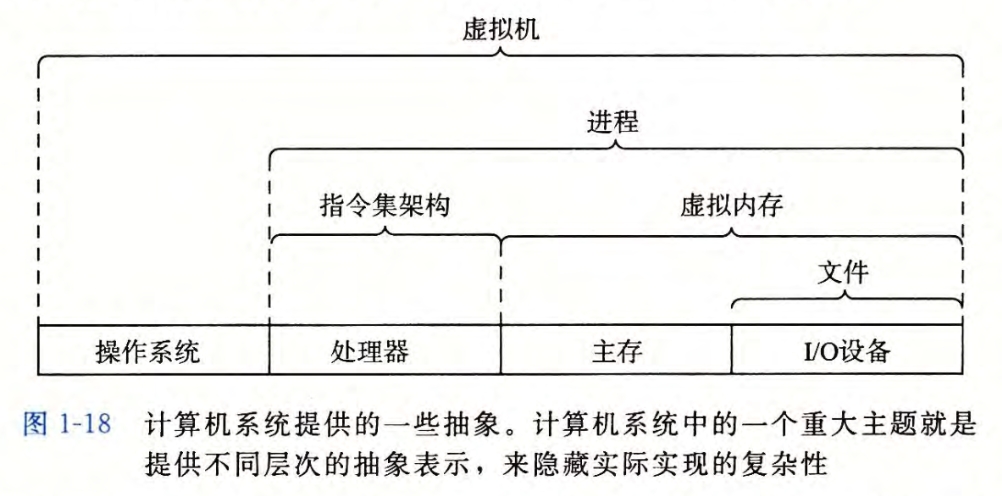 虚拟机
进程
指令集架构
虚拟内存
文件
操作系统
处理器
主存
I/O设备
图 1-18 计算机系统提供的一些抽象。计算机系统中的一个重大主题就是
提供不同层次的抽象表示，来隐藏实际实现的复杂性